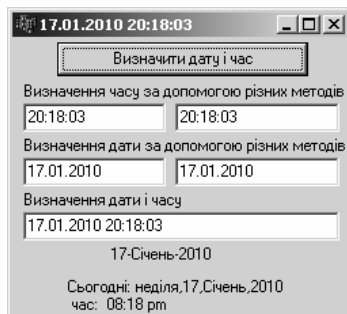 17.01.2010 20:18:03
Визначити дату і час
Визначення часу за допомогою різних методів
20:18:03 20:18:03
Визначення дати за допомогою різних методів
17.01.2010 17.01.2010
Визначення дати і часу
17.01.2010 20:18:03
17-Січень-2010
Сьогодні: неділя,17,Січень,2010
час: 08:18 pm